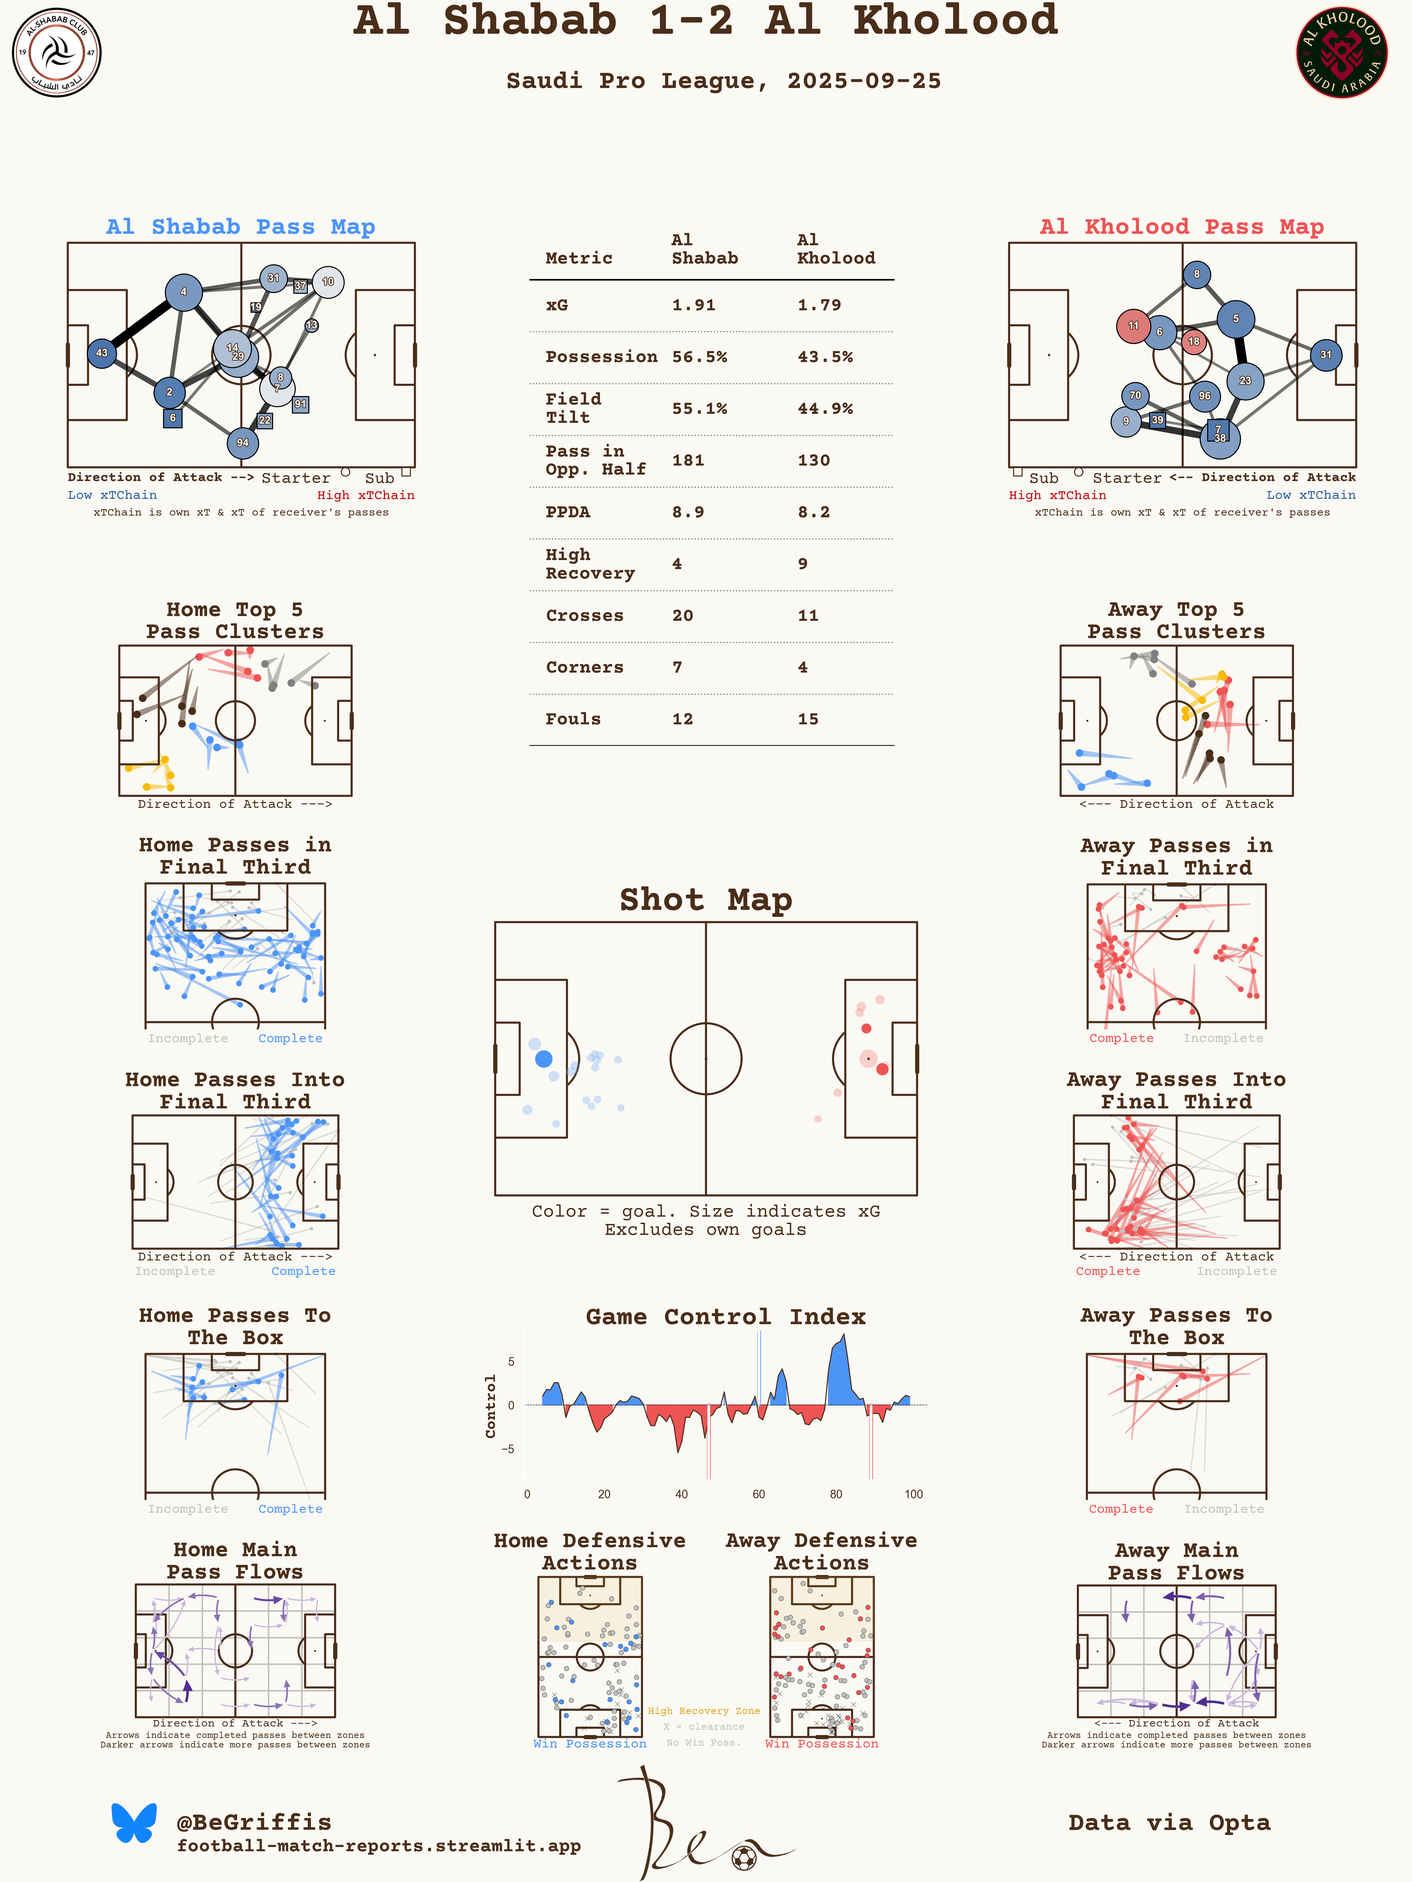 Al Shabab 1-2 Al Kholood
Saudi Pro League, 2025-09-25
AL-SHABAB CLUB
19 47
نادي الشباب
AL KHOLOOD
SAUDI ARABIA
Al Shabab Pass Map
43
4
2
6
94
14
29
31
37
10
19
13
8
7
91
22
Direction of Attack --> Starter Sub
Low xTChain High xTChain
xTChain is own xT & xT of receiver's passes
Metric Al Shabab Al Kholood
xG 1.91 1.79
Possession 56.5% 43.5%
Field Tilt 55.1% 44.9%
Pass in Opp. Half 181 130
PPDA 8.9 8.2
High Recovery 4 9
Crosses 20 11
Corners 7 4
Fouls 12 15
Al Kholood Pass Map
8
11
6
18
5
31
23
70
96
9
39
7
38
Sub Starter <-- Direction of Attack
High xTChain Low xTChain
xTChain is own xT & xT of receiver's passes
Home Top 5
Pass Clusters
Direction of Attack --->
Away Top 5
Pass Clusters
<--- Direction of Attack
Home Passes in
Final Third
Incomplete Complete
Away Passes in
Final Third
Complete Incomplete
Shot Map
Color = goal. Size indicates xG
Excludes own goals
Home Passes Into
Final Third
Direction of Attack --->
Incomplete Complete
Away Passes Into
Final Third
<--- Direction of Attack
Complete Incomplete
Home Passes To
The Box
Incomplete Complete
Game Control Index
Control
5
0
−5
0 20 40 60 80 100
Away Passes To
The Box
Complete Incomplete
Home Main
Pass Flows
Direction of Attack --->
Arrows indicate completed passes between zones
Darker arrows indicate more passes between zones
Home Defensive
Actions
Win Possession
Away Defensive
Actions
Win Possession
High Recovery Zone
X = clearance
No Win Poss.
Away Main
Pass Flows
<--- Direction of Attack
Arrows indicate completed passes between zones
Darker arrows indicate more passes between zones
@BeGriffis
football-match-reports.streamlit.app
Ben
Data via Opta